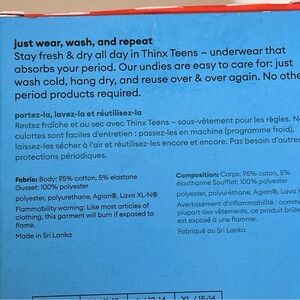 just wear, wash, and repeat
Stay fresh & dry all day in Thinx Teens – underwear that
absorbs your period. Our undies are easy to care for: just
wash cold, hang dry, and reuse over & over again. No othe
period products required.
portez-la, lavez-la et réutilisez-la
Restez fraîche et au sec avec Thinx Teens – sous-vêtement pour les règles. N
culottes sont faciles d'entretien : passez-les en machine (programme froid),
laissez-les sécher à l'air et réutilisez-les encore et encore. Pas besoin d'autres
protections périodiques.
Fabric: Body: 95% cotton, 5% elastane
Gusset: 100% polyester
polyester, polyurethane, Agion®, Lava XL-N®
Flammability warning: Like most articles of
clothing, this garment will burn if exposed to
flame.
Made in Sri Lanka
Composition: Corps: 95% coton, 5%
élasthanne Soufflet: 100% polyester
polyester, polyuréthane, Agion®, Lava
Avertissement d'inflammabilité : comme
plupart des vêtements, ce produit brûle
est exposé à une flamme.
Fabriqué au Sri Lanka
XL / 15-16